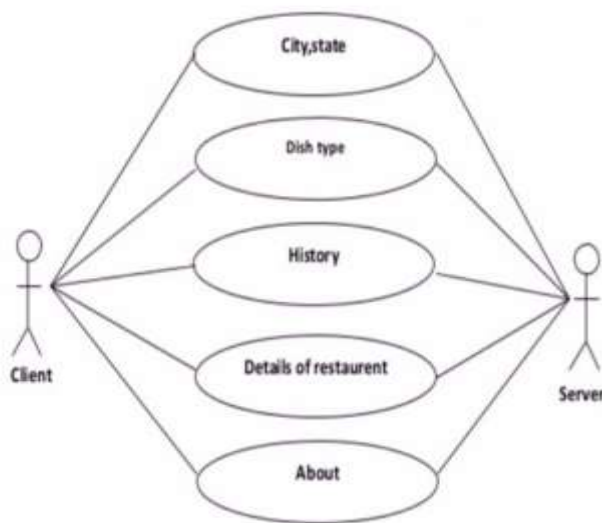 City,state
Dish type
History
Details of restaurent
About
Client
Server